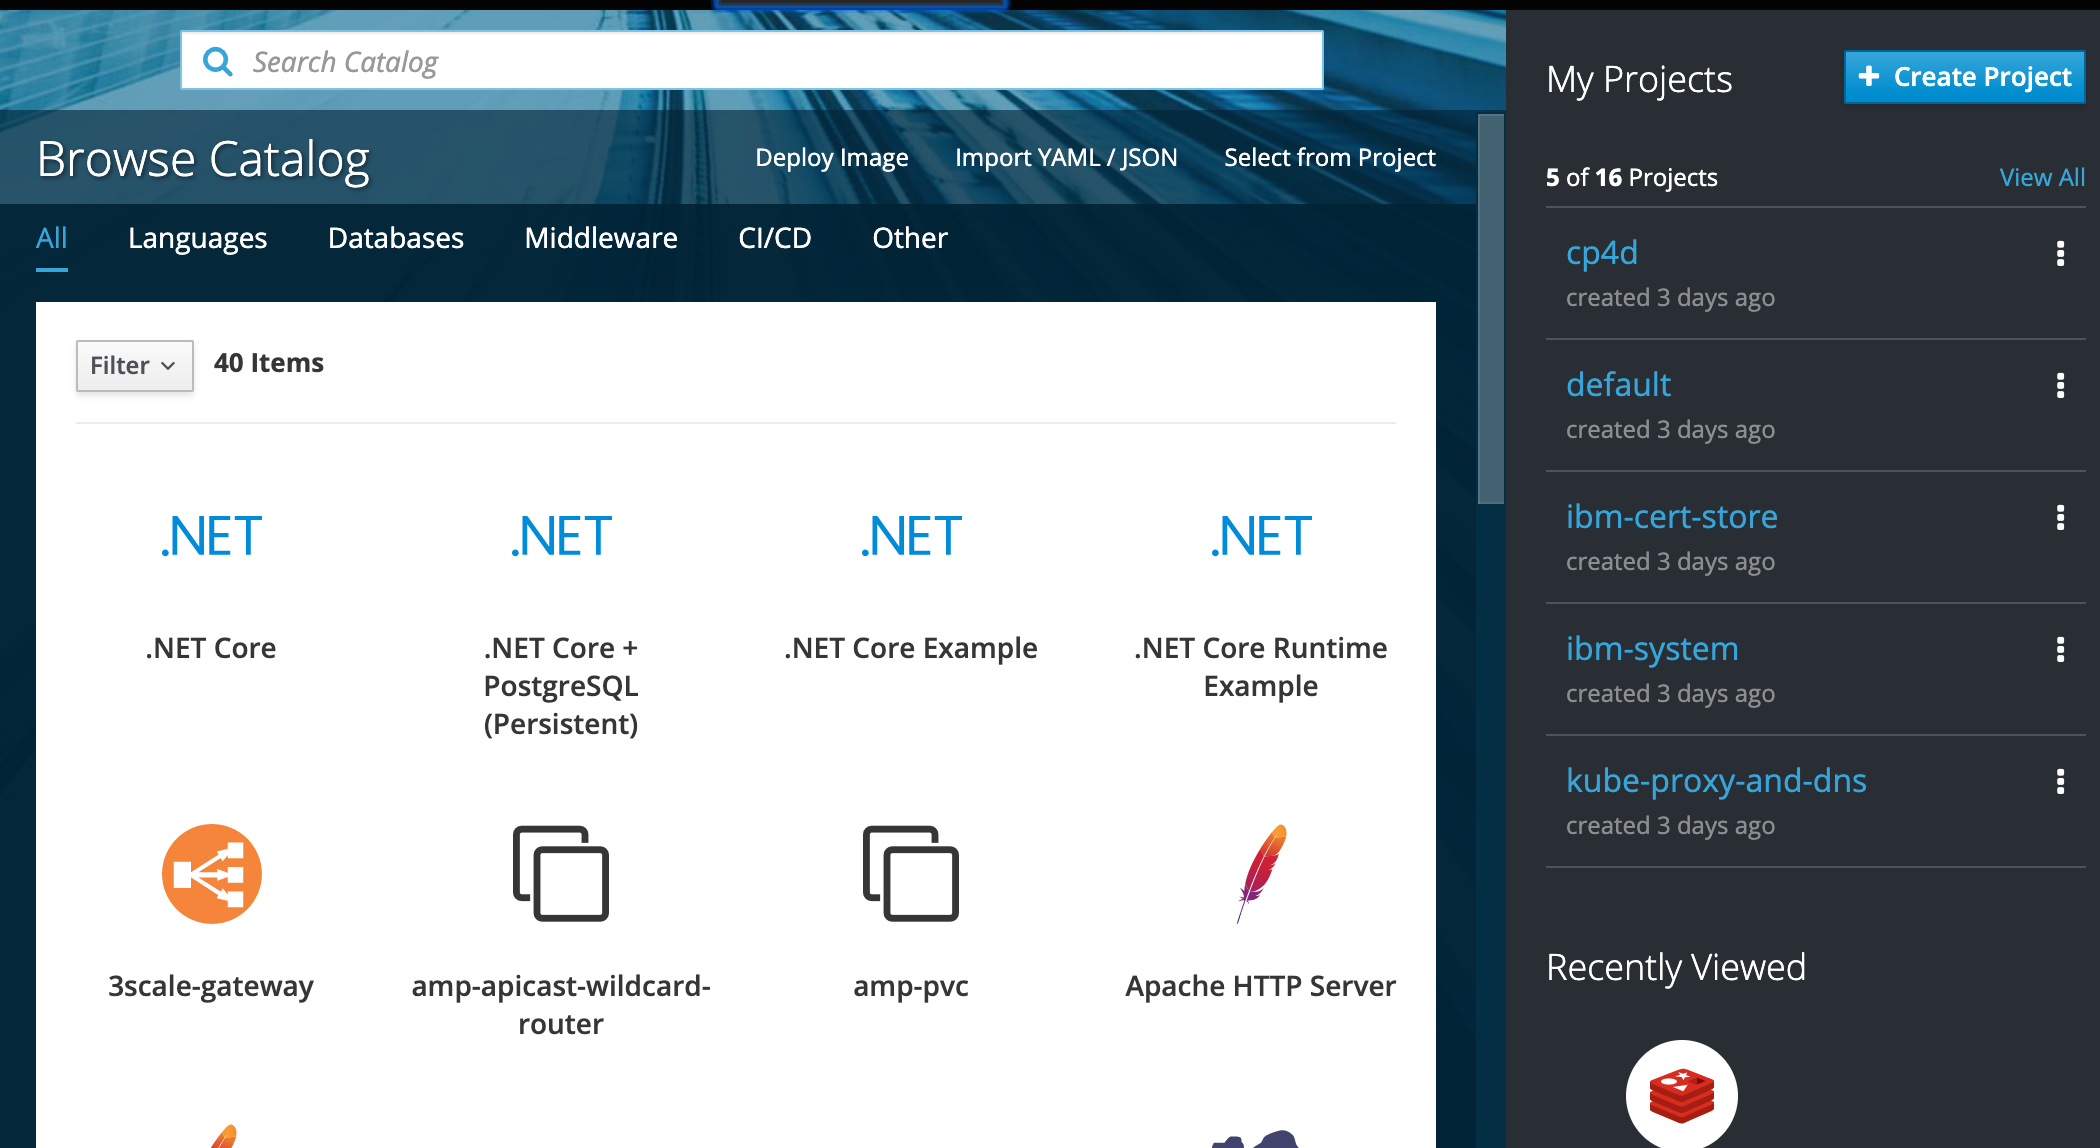 Search Catalog
Browse Catalog
Deploy Image
Import YAML / JSON
Select from Project
All
Languages
Databases
Middleware
CI/CD
Other
Filter
40 Items
.NET
.NET
.NET
.NET
.NET Core
.NET Core +
PostgreSQL
(Persistent)
.NET Core Example
.NET Core Runtime
Example
3scale-gateway
amp-apicast-wildcard-
router
amp-pvc
Apache HTTP Server
My Projects
+ Create Project
5 of 16 Projects
View All
cp4d
created 3 days ago
default
created 3 days ago
ibm-cert-store
created 3 days ago
ibm-system
created 3 days ago
kube-proxy-and-dns
created 3 days ago
Recently Viewed